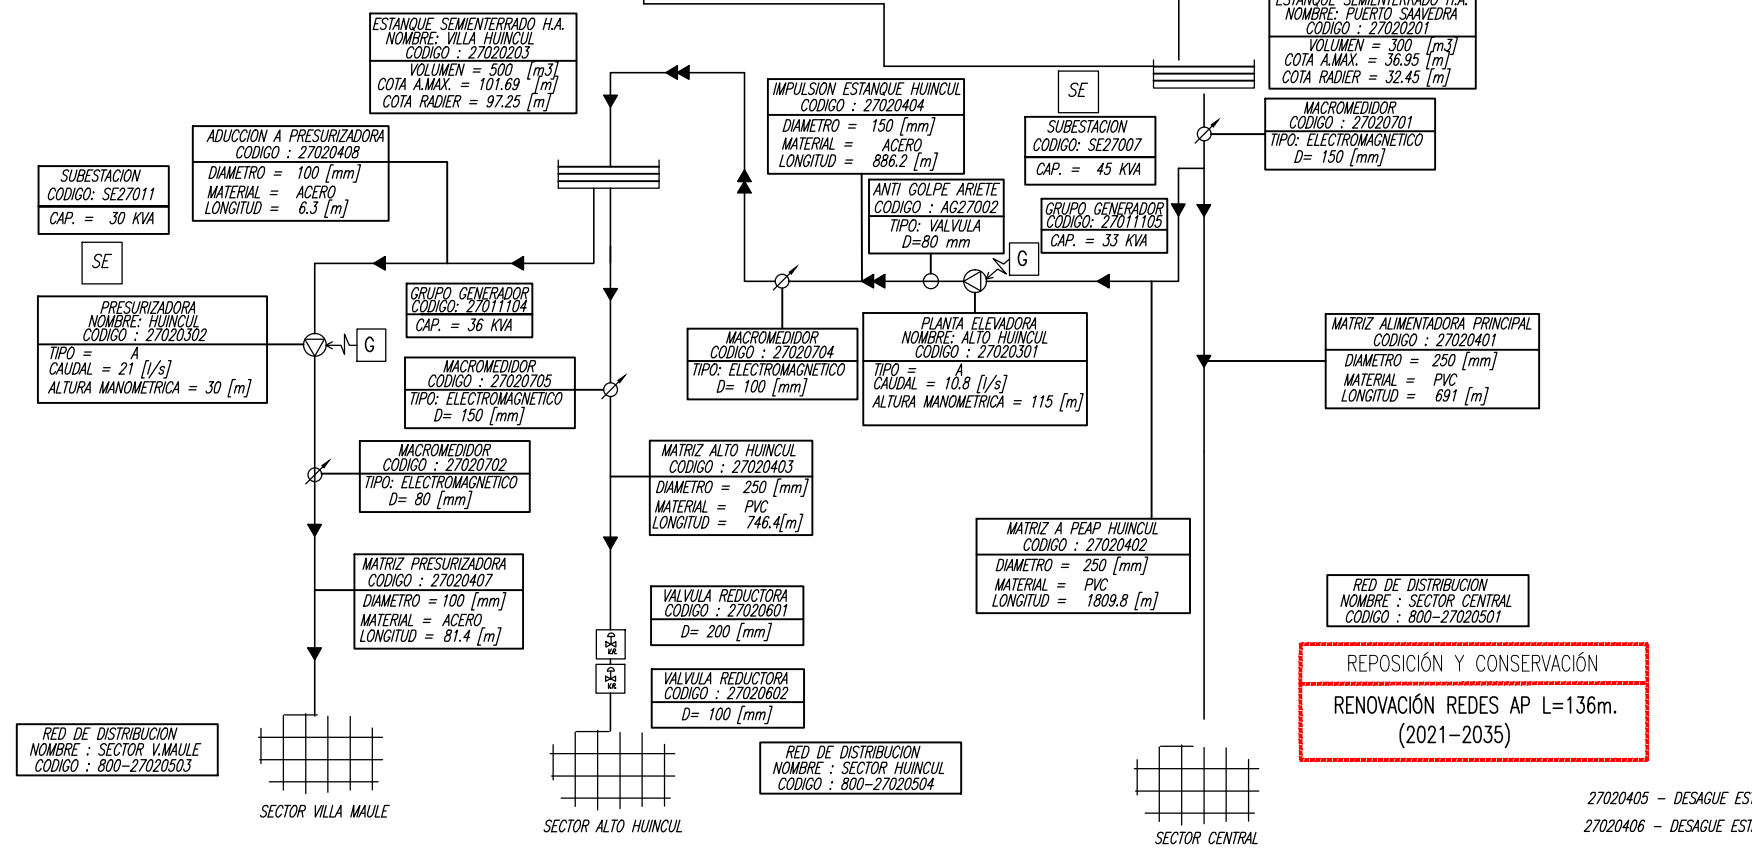 ESTANQUE SEMIENTERRADO H.A.
NOMBRE: VILLA HUINCUL
CODIGO : 27020203
VOLUMEN = 500 [m3]
COTA A.MAX. = 101.69 [m]
COTA RADIER = 97.25 [m]
ESTANQUE SEMIENTERRADO H.A.
NOMBRE: PUERTO SAAVEDRA
CODIGO : 27020201
VOLUMEN = 300 [m3]
COTA A.MAX. = 36.95 [m]
COTA RADIER = 32.45 [m]
IMPULSION ESTANQUE HUINCUL
CODIGO : 27020404
DIAMETRO = 150 [mm]
MATERIAL = ACERO
LONGITUD = 886.2 [m]
SE
SUBESTACION
CODIGO: SE27007
CAP. = 45 KVA
MACROMEDIDOR
CODIGO : 27020701
TIPO: ELECTROMAGNETICO
D= 150 [mm]
ADUCCION A PRESURIZADORA
CODIGO : 27020408
DIAMETRO = 100 [mm]
MATERIAL = ACERO
LONGITUD = 6.3 [m]
SUBESTACION
CODIGO: SE27011
CAP. = 30 KVA
SE
ANTI GOLPE ARIETE
CODIGO : AG27002
TIPO: VALVULA
D=80 mm
GRUPO GENERADOR
CODIGO: 27011105
CAP. = 33 KVA
G
PRESURIZADORA
NOMBRE: HUINCUL
CODIGO : 27020302
TIPO = A
CAUDAL = 21 [l/s]
ALTURA MANOMETRICA = 30 [m]
G
GRUPO GENERADOR
CODIGO: 27011104
CAP. = 36 KVA
MACROMEDIDOR
CODIGO : 27020705
TIPO: ELECTROMAGNETICO
D= 150 [mm]
MACROMEDIDOR
CODIGO : 27020704
TIPO: ELECTROMAGNETICO
D= 100 [mm]
PLANTA ELEVADORA
NOMBRE: ALTO HUINCUL
CODIGO : 27020301
TIPO = A
CAUDAL = 10.8 [l/s]
ALTURA MANOMETRICA = 115 [m]
MATRIZ ALIMENTADORA PRINCIPAL
CODIGO : 27020401
DIAMETRO = 250 [mm]
MATERIAL = PVC
LONGITUD = 691 [m]
MACROMEDIDOR
CODIGO : 27020702
TIPO: ELECTROMAGNETICO
D= 80 [mm]
MATRIZ ALTO HUINCUL
CODIGO : 27020403
DIAMETRO = 250 [mm]
MATERIAL = PVC
LONGITUD = 746.4[m]
MATRIZ A PEAP HUINCUL
CODIGO : 27020402
DIAMETRO = 250 [mm]
MATERIAL = PVC
LONGITUD = 1809.8 [m]
MATRIZ PRESURIZADORA
CODIGO : 27020407
DIAMETRO = 100 [mm]
MATERIAL = ACERO
LONGITUD = 81.4 [m]
VALVULA REDUCTORA
CODIGO : 27020601
D= 200 [mm]
VALVULA REDUCTORA
CODIGO : 27020602
D= 100 [mm]
RED DE DISTRIBUCION
NOMBRE : SECTOR CENTRAL
CODIGO : 800-27020501
REPOSICIÓN Y CONSERVACIÓN
RENOVACIÓN REDES AP L=136m.
(2021-2035)
RED DE DISTRIBUCION
NOMBRE : SECTOR V.MAULE
CODIGO : 800-27020503
RED DE DISTRIBUCION
NOMBRE : SECTOR HUINCUL
CODIGO : 800-27020504
SECTOR VILLA MAULE
SECTOR ALTO HUINCUL
SECTOR CENTRAL
27020405 - DESAGUE
27020406 - DESAGUE